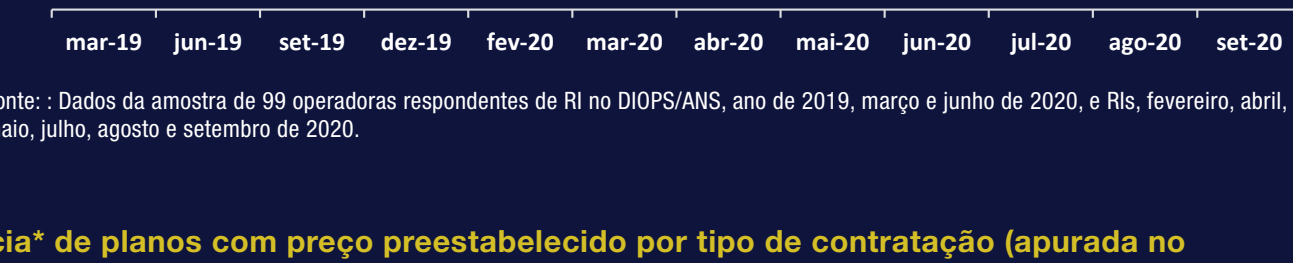 mar-19 jun-19 set-19 dez-19 fev-20 mar-20 abr-20 mai-20 jun-20 jul-20 ago-20 set-20
onte: : Dados da amostra de 99 operadoras respondentes de RI no DIOPS/ANS, ano de 2019, março e junho de 2020, e RIs, fevereiro, abril,
aio, julho, agosto e setembro de 2020.
cia* de planos com preço preestabelecido por tipo de contratação (apurada no